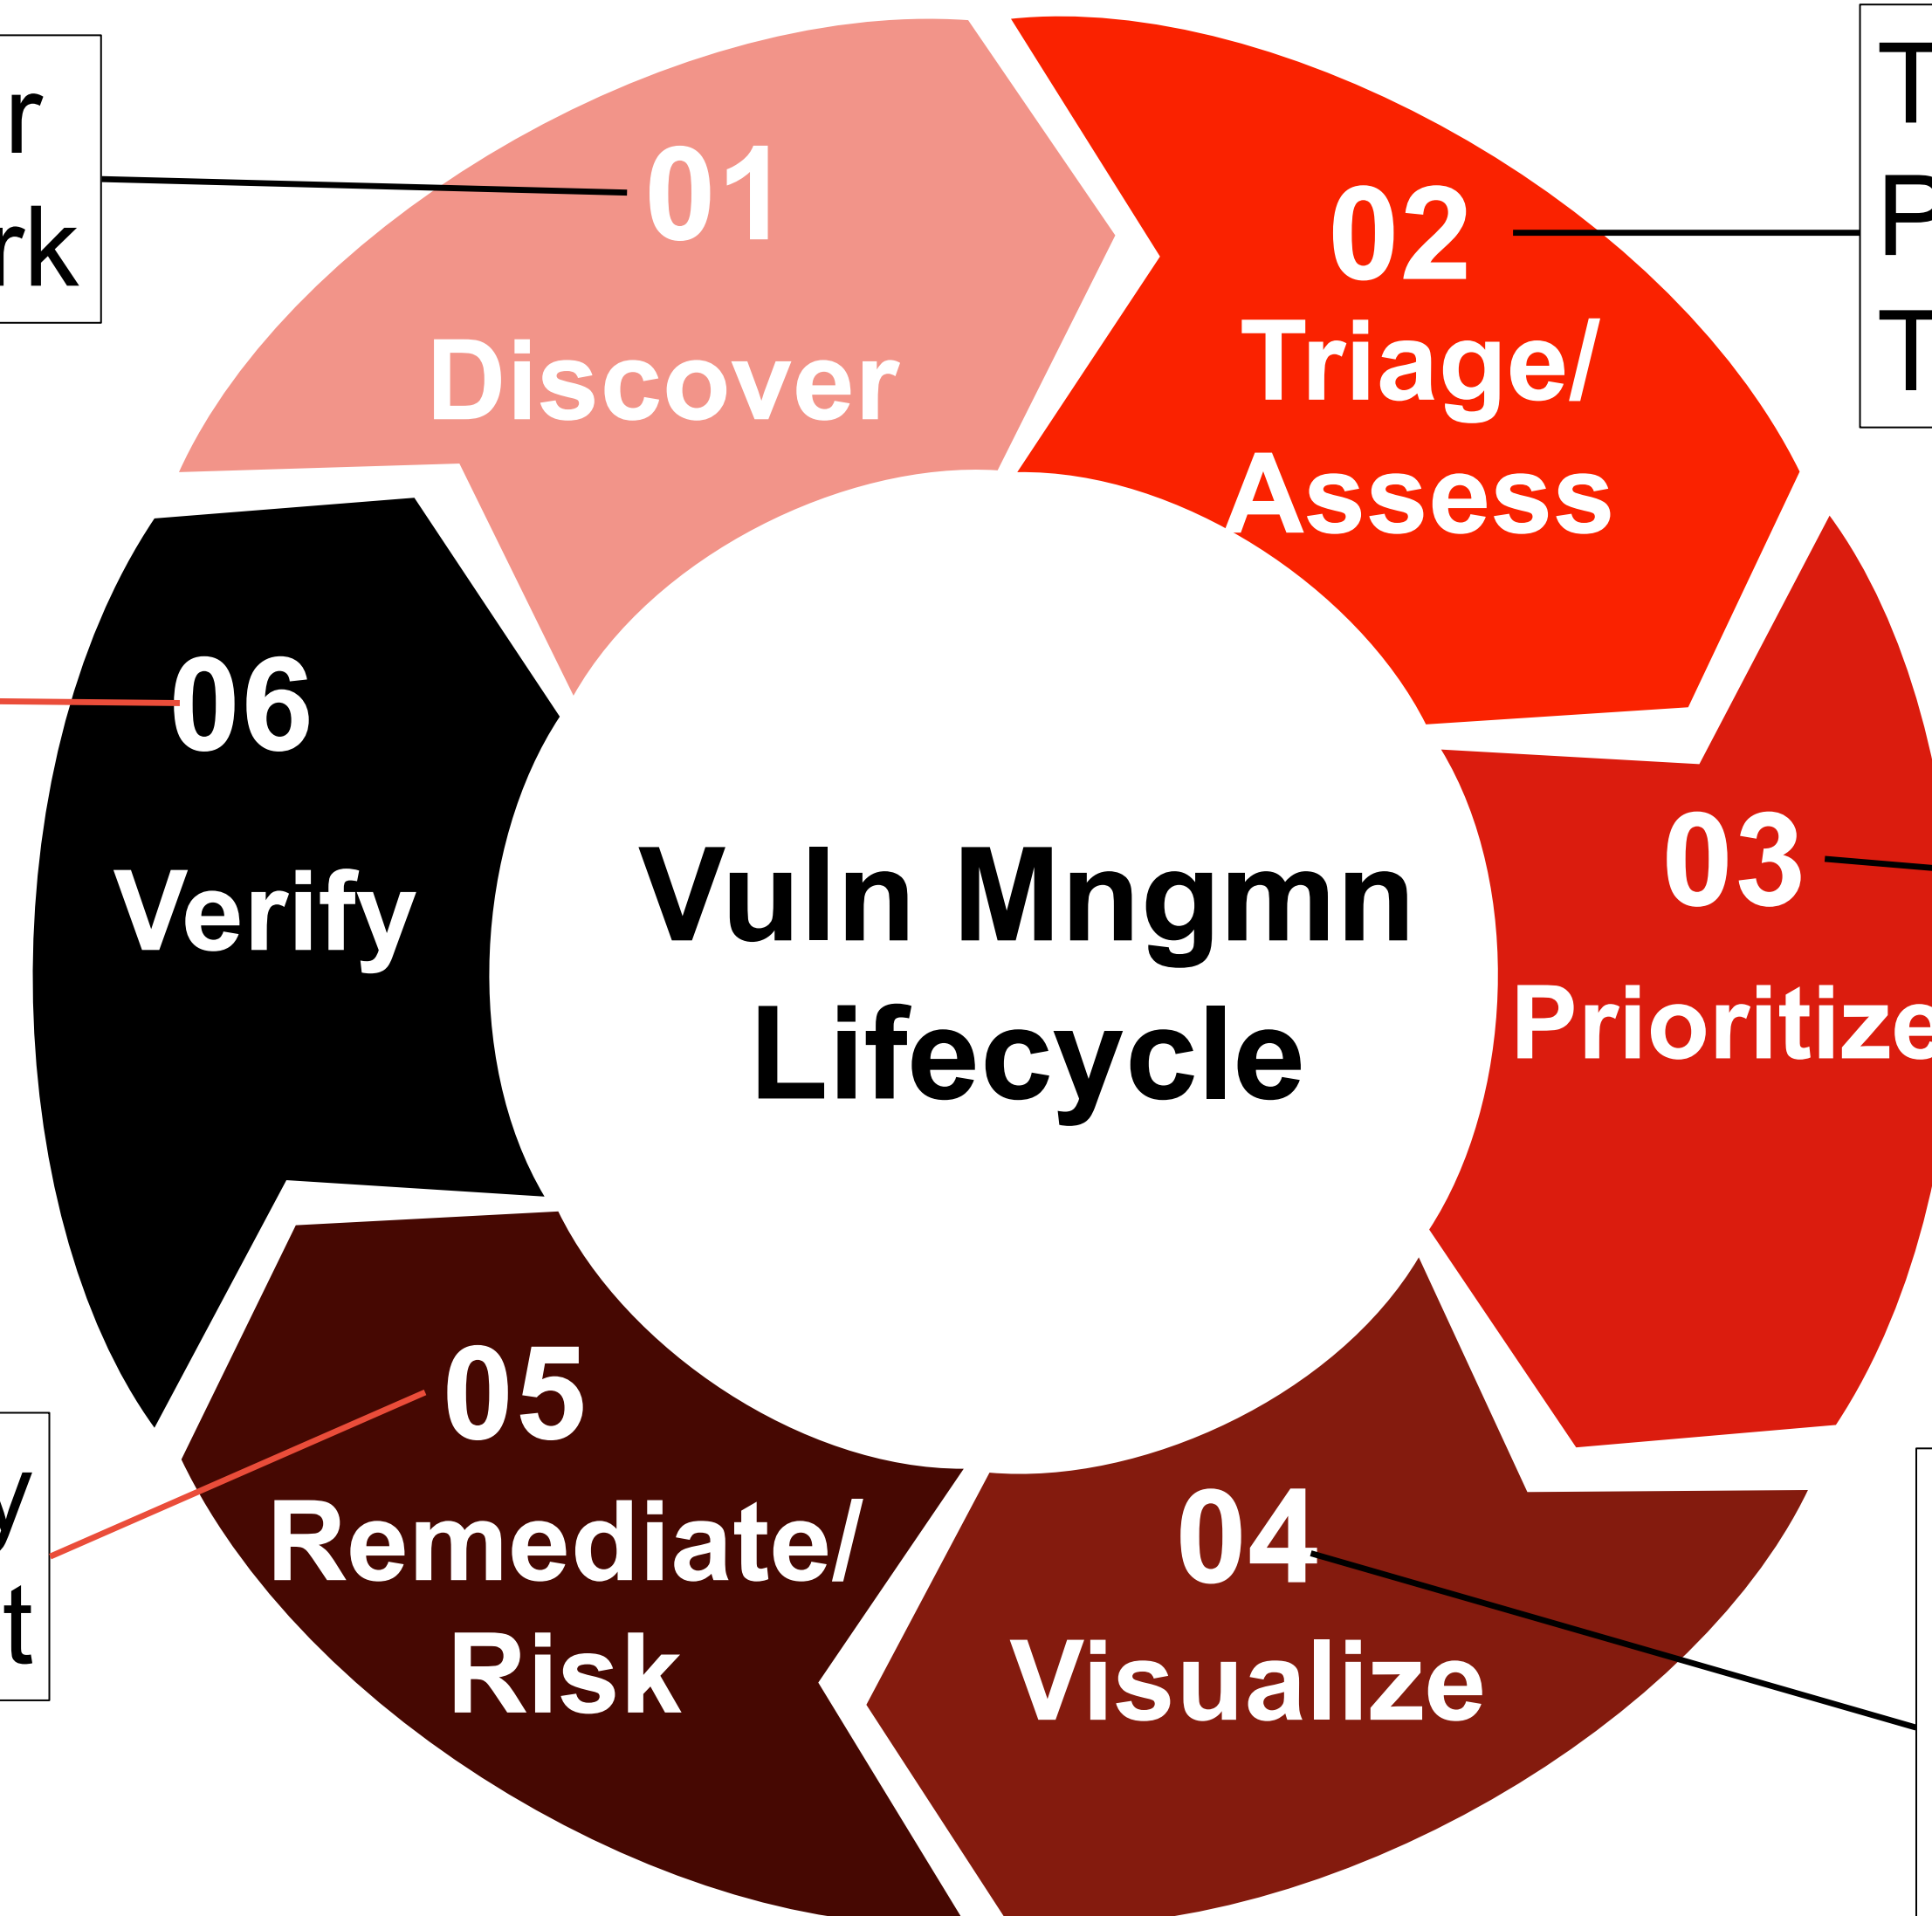 01
Discover
02
Triage/
Assess
03
Prioritize
04
Visualize
05
Remediate/
Risk
06
Verify
Vuln Mngmn
Lifecycle